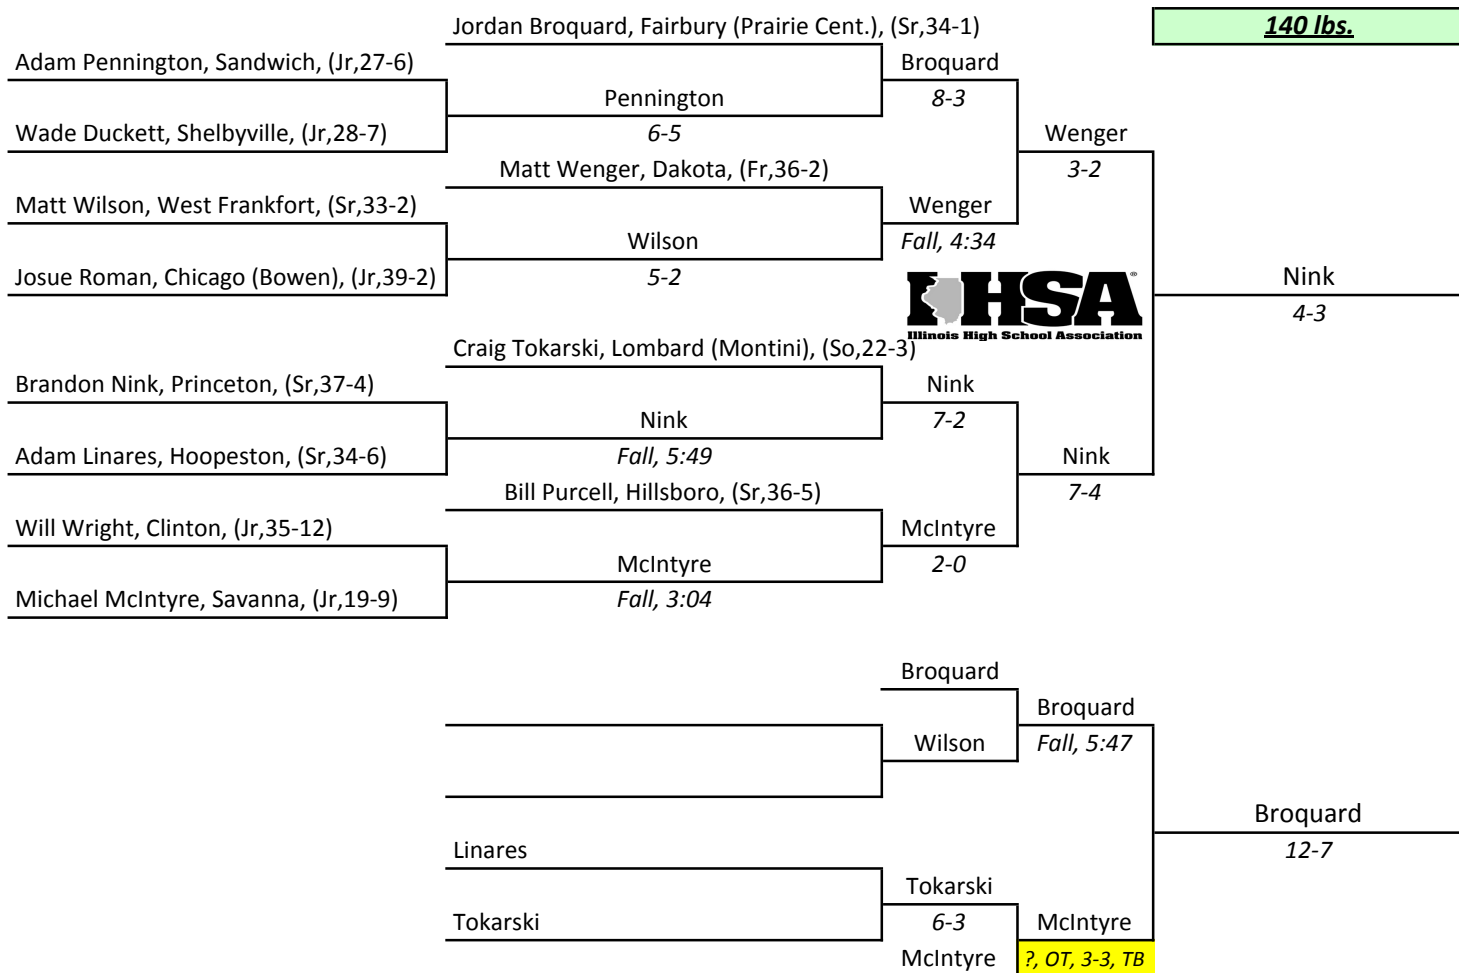 Jordan Broquard, Fairbury (Prairie Cent.), (Sr,34-1)
140 lbs.
Adam Pennington, Sandwich, (Jr,27-6)
Broquard
Pennington
8-3
Wade Duckett, Shelbyville, (Jr,28-7)
6-5
Wenger
Matt Wenger, Dakota, (Fr,36-2)
3-2
Matt Wilson, West Frankfort, (Sr,33-2)
Wenger
Wilson
Fall, 4:34
Josue Roman, Chicago (Bowen), (Jr,39-2)
5-2
Nink
IHSA®
4-3
Illinois High School Association
Craig Tokarski, Lombard (Montini), (So,22-3)
Brandon Nink, Princeton, (Sr,37-4)
Nink
Nink
7-2
Adam Linares, Hoopeston, (Sr,34-6)
Fall, 5:49
Nink
Bill Purcell, Hillsboro, (Sr,36-5)
7-4
Will Wright, Clinton, (Jr,35-12)
McIntyre
McIntyre
2-0
Michael McIntyre, Savanna, (Jr,19-9)
Fall, 3:04
Broquard
Broquard
Wilson
Fall, 5:47
Broquard
Linares
12-7
Tokarski
Tokarski
6-3
McIntyre
McIntyre
?, OT, 3-3, TB